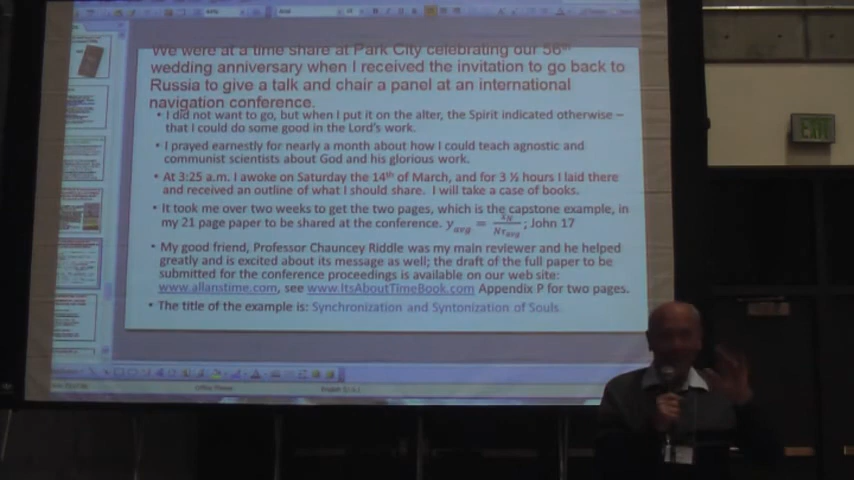 We were at a time share at Park City celebrating our 56th
wedding anniversary when I received the invitation to go back to
Russia to give a talk and chair a panel at an international
navigation conference.
• I did not want to go, but when I put it on the alter, the Spirit indicated otherwise –
that I could do some good in the Lord's work.
• I prayed earnestly for nearly a month about how I could teach agnostic and
communist scientists about God and his glorious work.
• At 3:25 a.m. I awoke on Saturday the 14th of March, and for 3 ½ hours I laid there
and received an outline of what I should share. I will take a case of books.
• It took me over two weeks to get the two pages, which is the capstone example, in
my 21 page paper to be shared at the conference. ; John 17
• My good friend, Professor Chauncey Riddle was my main reviewer and he helped
greatly and is excited about its message as well; the draft of the full paper to be
submitted for the conference proceedings is available on our web site:
www.allanstime.com, see www.ItsAboutTimeBook.com Appendix P for two pages.
• The title of the example is: Synchronization and Syntonization of Souls
EXIT